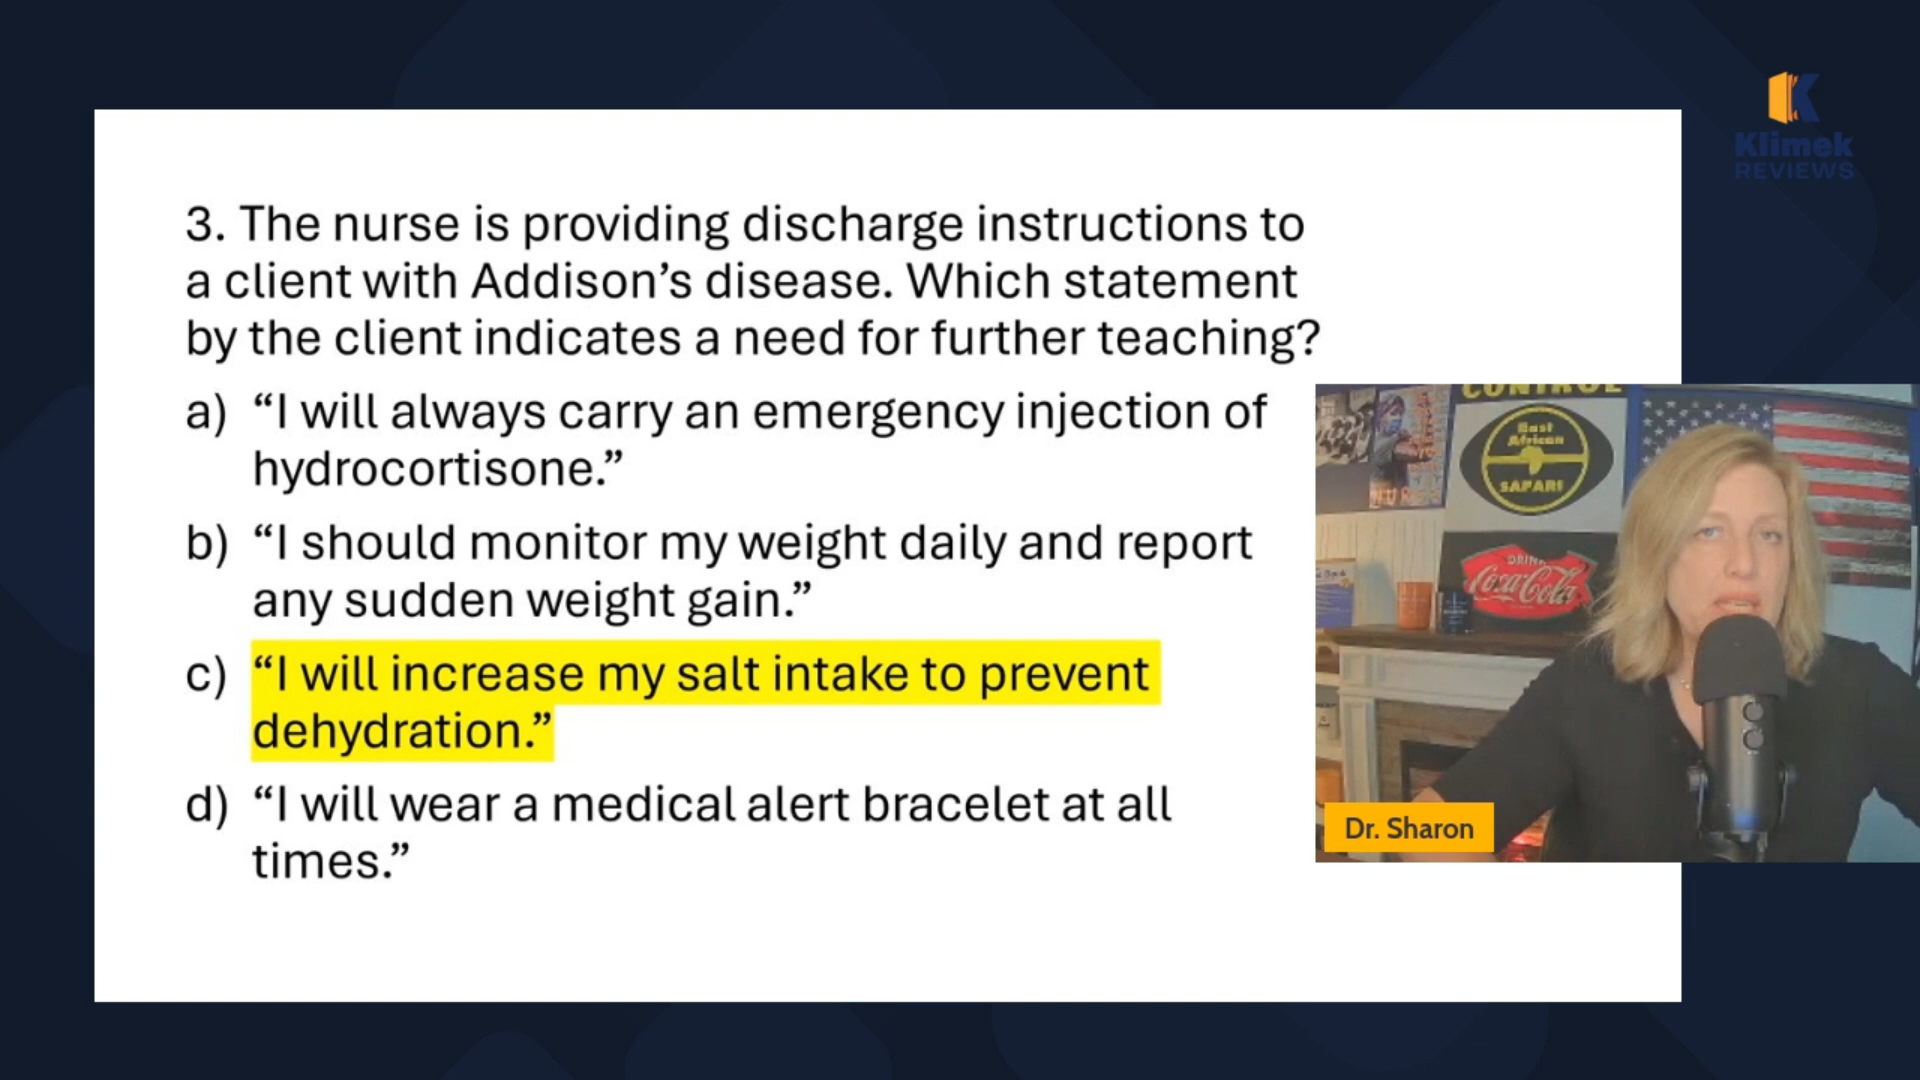 Klimek
REVIEWS
3. The nurse is providing discharge instructions to
a client with Addison’s disease. Which statement
by the client indicates a need for further teaching?
a) “I will always carry an emergency injection of
hydrocortisone.”
b) “I should monitor my weight daily and report
any sudden weight gain.”
c) “I will increase my salt intake to prevent
dehydration.”
d) “I will wear a medical alert bracelet at all
times.”
CONTROL
East
African
SAFARI
DRINK
Coca-Cola
Dr. Sharon